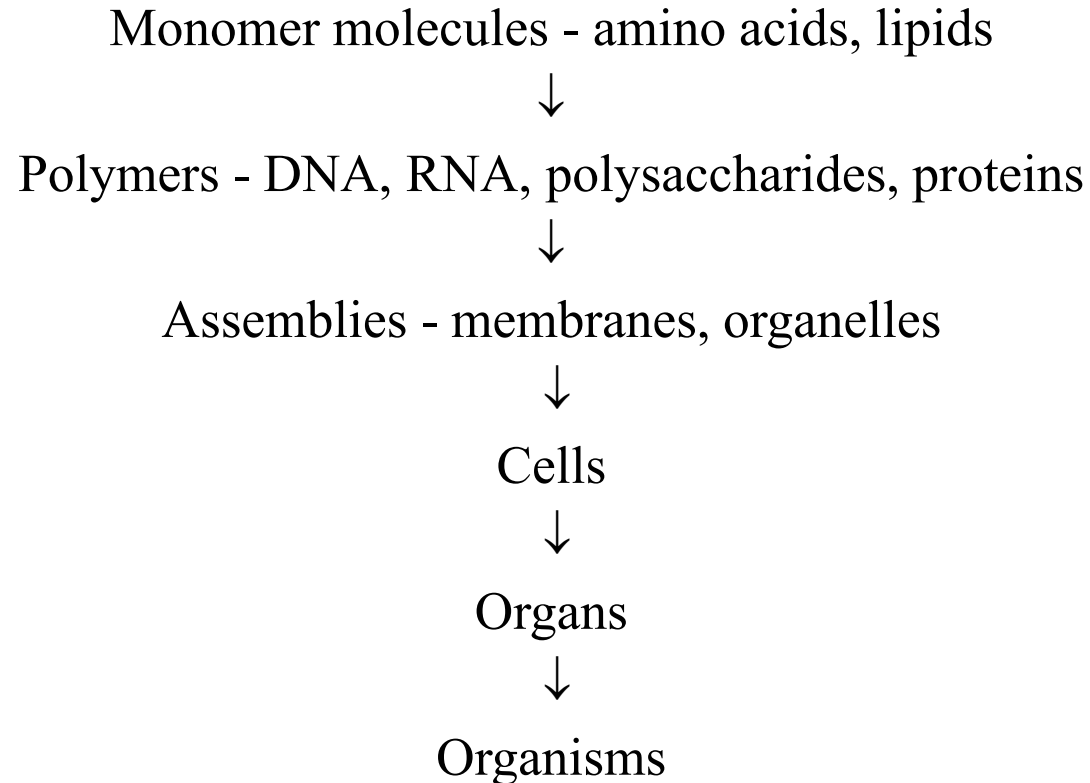 Monomer molecules - amino acids, lipids
↓
Polymers - DNA, RNA, polysaccharides, proteins
↓
Assemblies - membranes, organelles
↓
Cells
↓
Organs
↓
Organisms